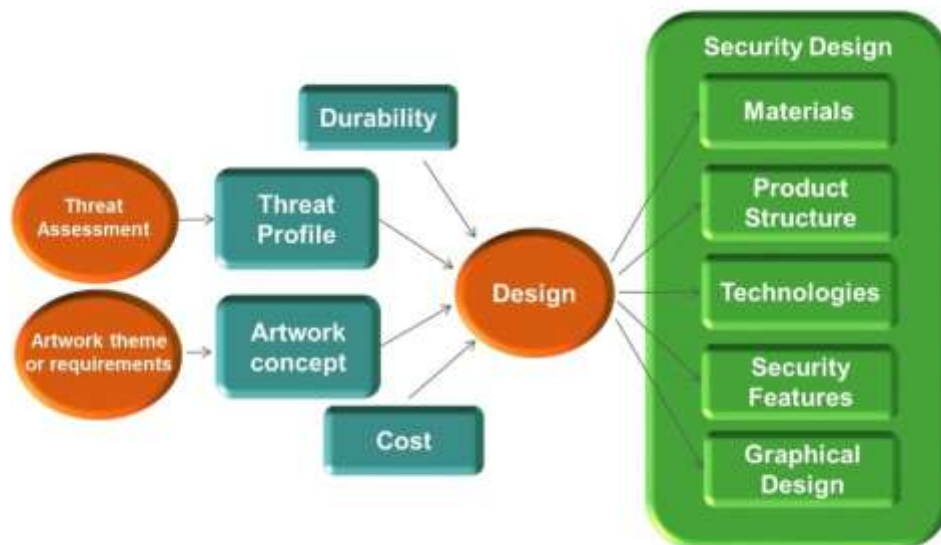 Security Design
Durability
Materials
Threat
Assessment
Threat
Profile
Product
Structure
Design
Technologies
Artwork theme
or requirements
Artwork
concept
Security
Features
Cost
Graphical
Design